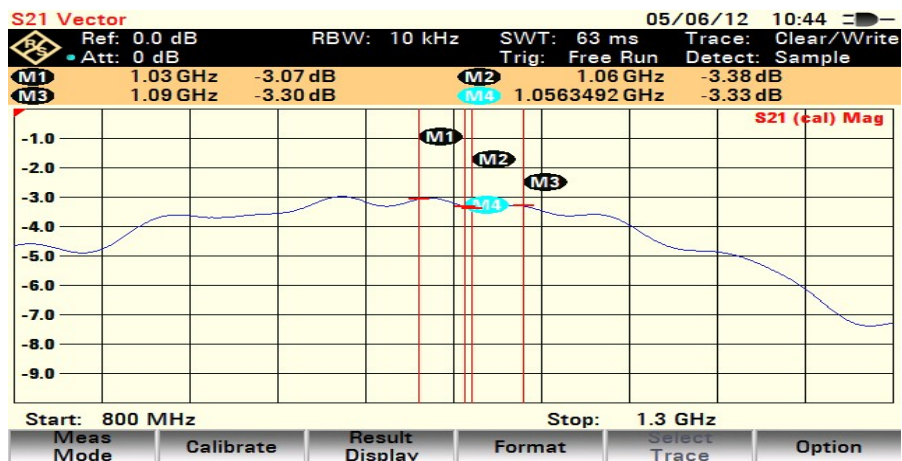 S21 Vector 05/06/12 10:44
R&S Ref: 0.0 dB RBW: 10 kHz SWT: 63 ms Trace: Clear/Write
Att: 0 dB Trig: Free Run Detect: Sample
M1 1.03 GHz -3.07 dB M2 1.06 GHz -3.38 dB
M3 1.09 GHz -3.30 dB M4 1.0563492 GHz -3.33 dB
S21 (cal) Mag
-1.0 M1
-2.0 M2
-3.0 M3
M4
-4.0
-5.0
-6.0
-7.0
-8.0
-9.0
Start: 800 MHz Stop: 1.3 GHz
Meas Mode Calibrate Result Display Format Select Trace Option